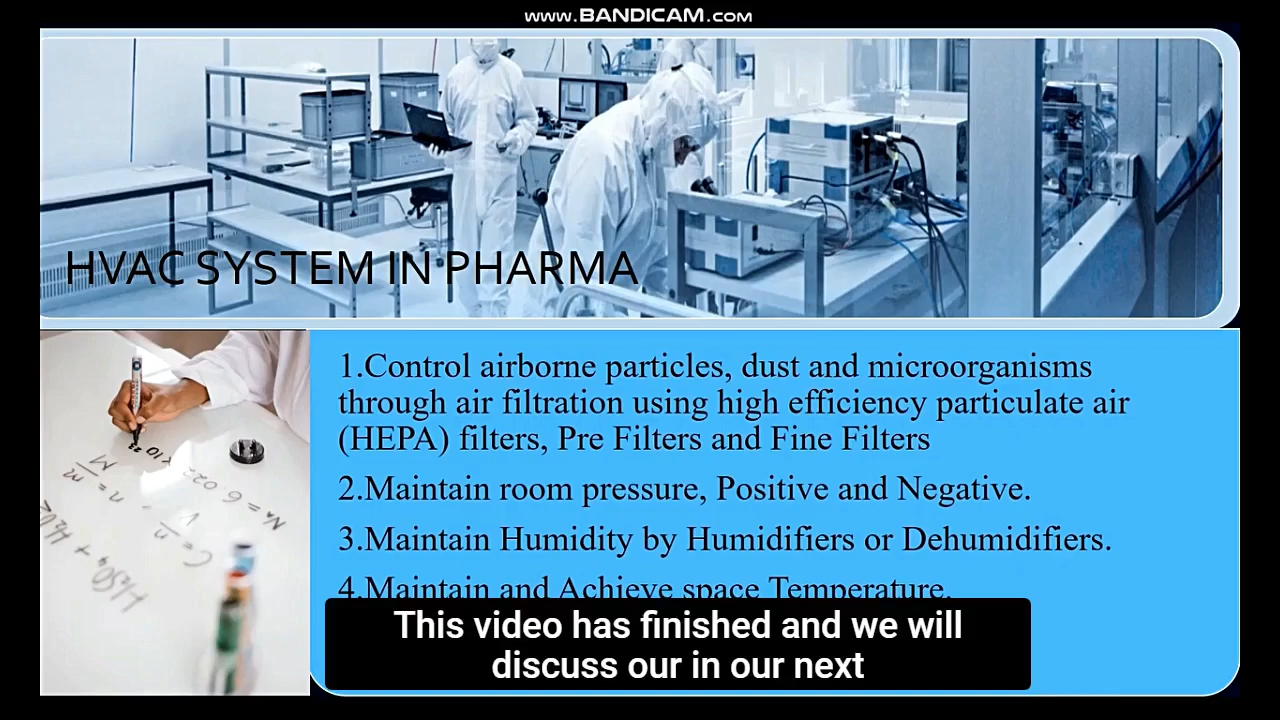 www.BANDICAM.com
HVAC SYSTEM IN PHARMA
1.Control airborne particles, dust and microorganisms
through air filtration using high efficiency particulate air
(HEPA) filters, Pre Filters and Fine Filters
2.Maintain room pressure, Positive and Negative.
3.Maintain Humidity by Humidifiers or Dehumidifiers.
4.Maintain and Achieve space Temperature.
This video has finished and we will
discuss our in our next